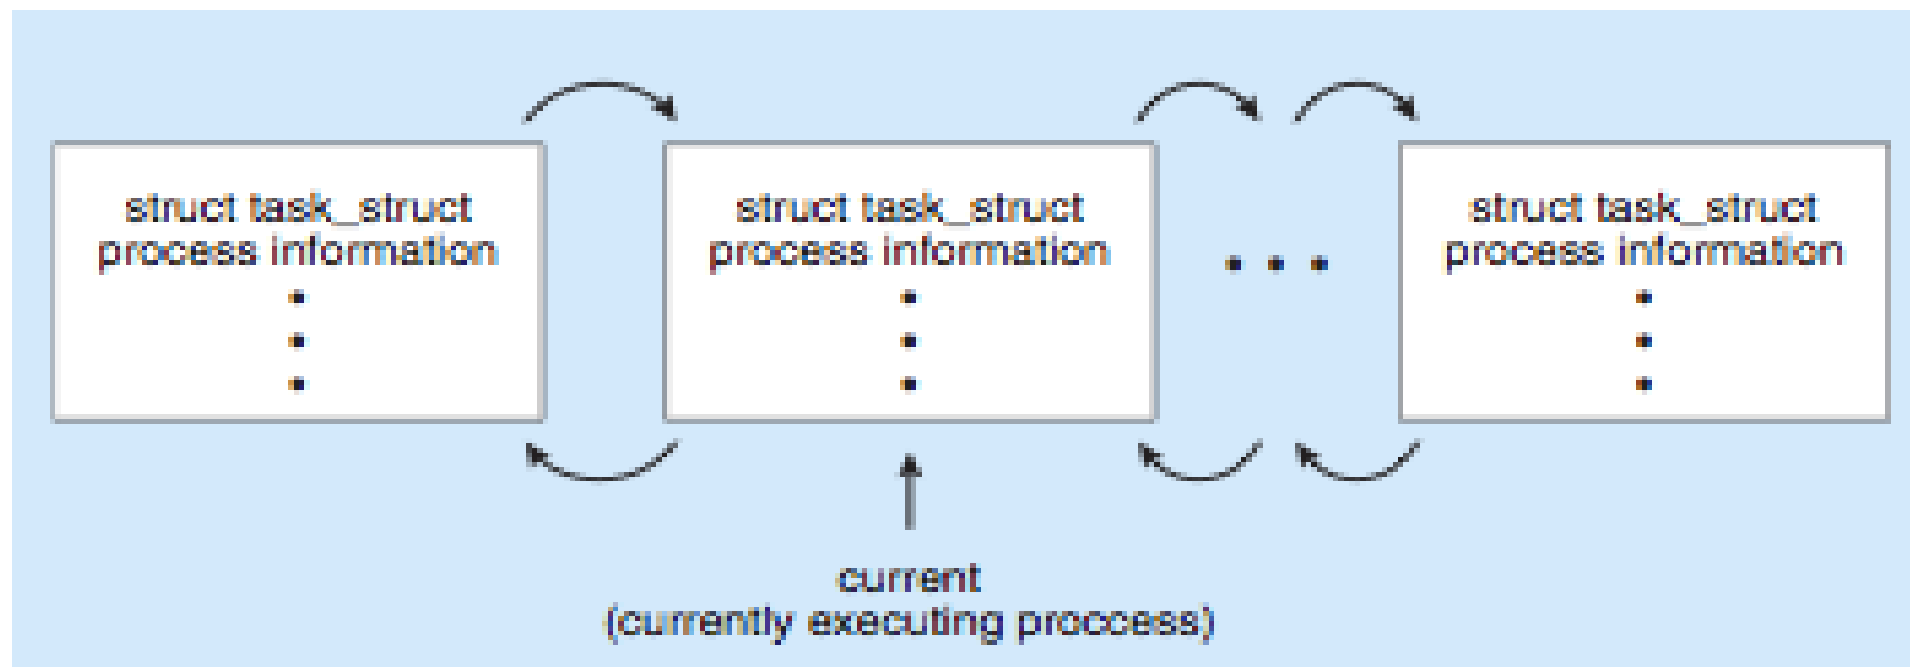 struct task_struct
process information
struct task_struct
process information
. . .
struct task_struct
process information
current
(currently executing proccess)